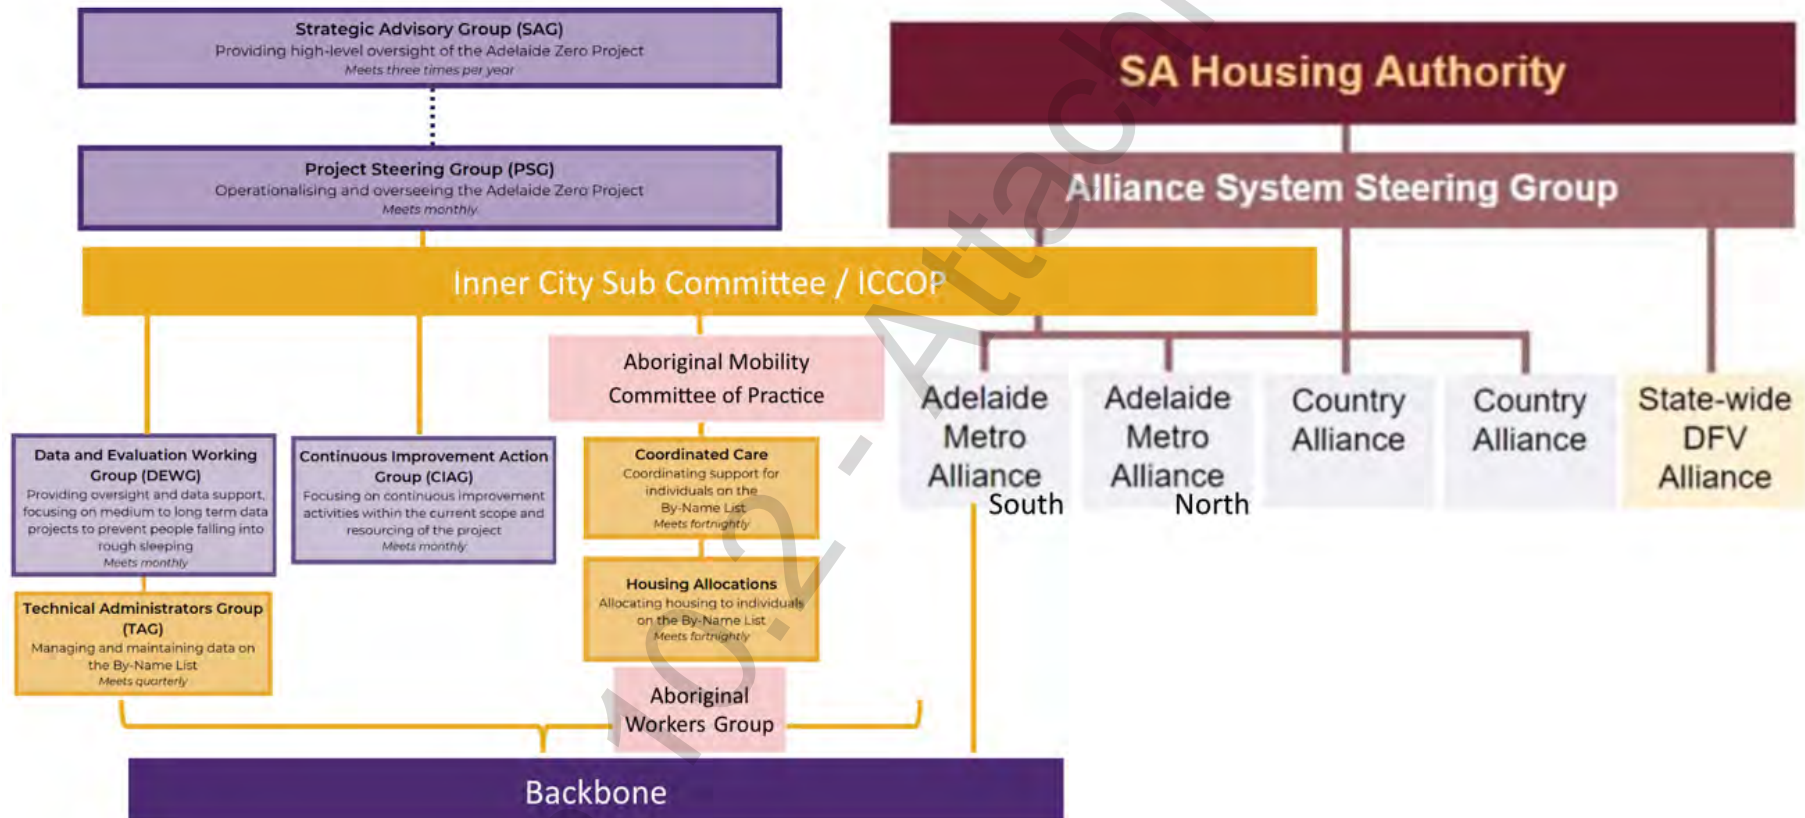 Strategic Advisory Group (SAG)
Providing high-level oversight of the Adelaide Zero Project
Meets three times per year
Project Steering Group (PSG)
Operationalising and overseeing the Adelaide Zero Project
Meets monthly
SA Housing Authority
Alliance System Steering Group
Inner City Sub Committee / ICCOP
Aboriginal Mobility
Committee of Practice
Data and Evaluation Working
Group (DEWG)
Providing oversight and data support,
focusing on medium to long term data
projects to prevent people falling into
rough sleeping
Meets monthly
Technical Administrators Group
(TAG)
Managing and maintaining data on
the By-Name List
Meets quarterly
Continuous Improvement Action
Group (CIAG)
Focusing on continuous improvement
activities within the current scope and
resourcing of the project
Meets monthly
Coordinated Care
Coordinating support for
individuals on the
By-Name List
Meets fortnightly
Housing Allocations
Allocating housing to individuals
on the By-Name List
Meets fortnightly
Aboriginal
Workers Group
Adelaide
Metro
Alliance
South
Adelaide
Metro
Alliance
North
Country
Alliance
Country
Alliance
State-wide
DFV
Alliance
Backbone
10.2 - Attach